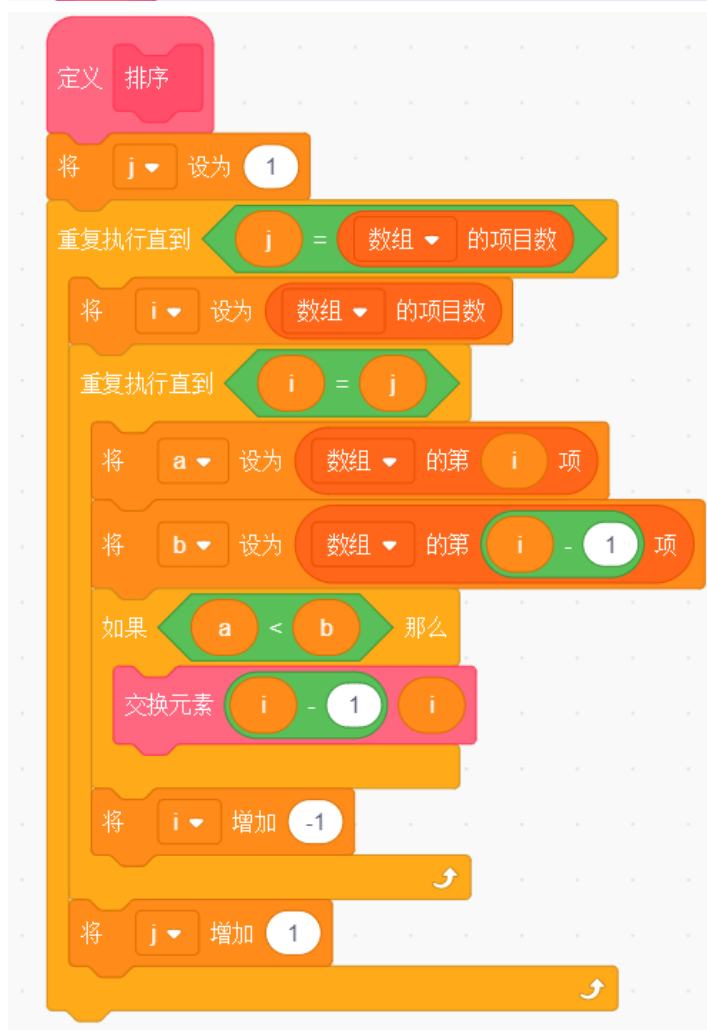 定义 排序
将 j 设为 1
重复执行直到 j = 数组 的项目数
将 i 设为 数组 的项目数
重复执行直到 i = j
将 a 设为 数组 的第 i 项
将 b 设为 数组 的第 i - 1 项
如果 a < b 那么
交换元素 i - 1 i
将 i 增加 -1
将 j 增加 1